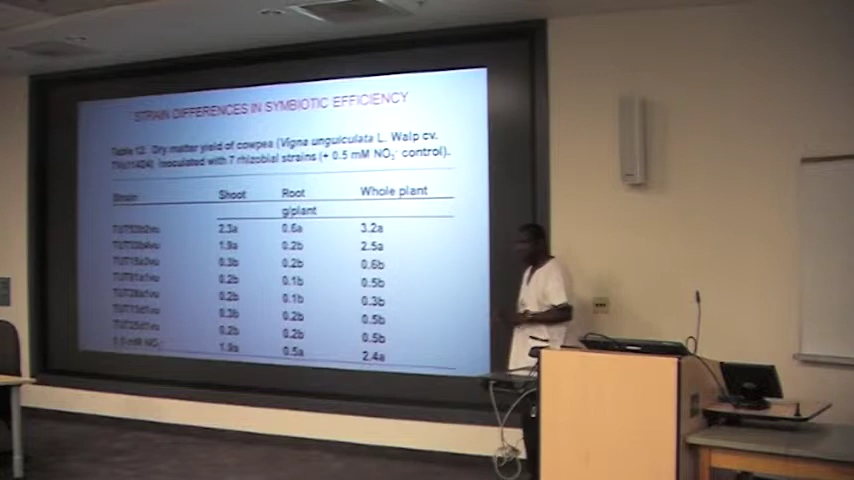 STRAIN DIFFERENCES IN SYMBIOTIC EFFICIENCY
Table 12. Dry matter yield of cowpea (Vigna unguiculata L. Walp cv.
inoculated with 7 rhizobial strains (+ 0.5 mM NO3- control).
Strain Shoot Root Whole plant
g/plant
2.3a 0.6a 3.2a
1.9a 0.2b 2.5a
0.3b 0.2b 0.6b
0.2b 0.1b 0.5b
0.2b 0.1b 0.3b
0.3b 0.2b 0.5b
0.2b 0.2b 0.5b
mM NO3- 1.9a 0.5a 2.4a